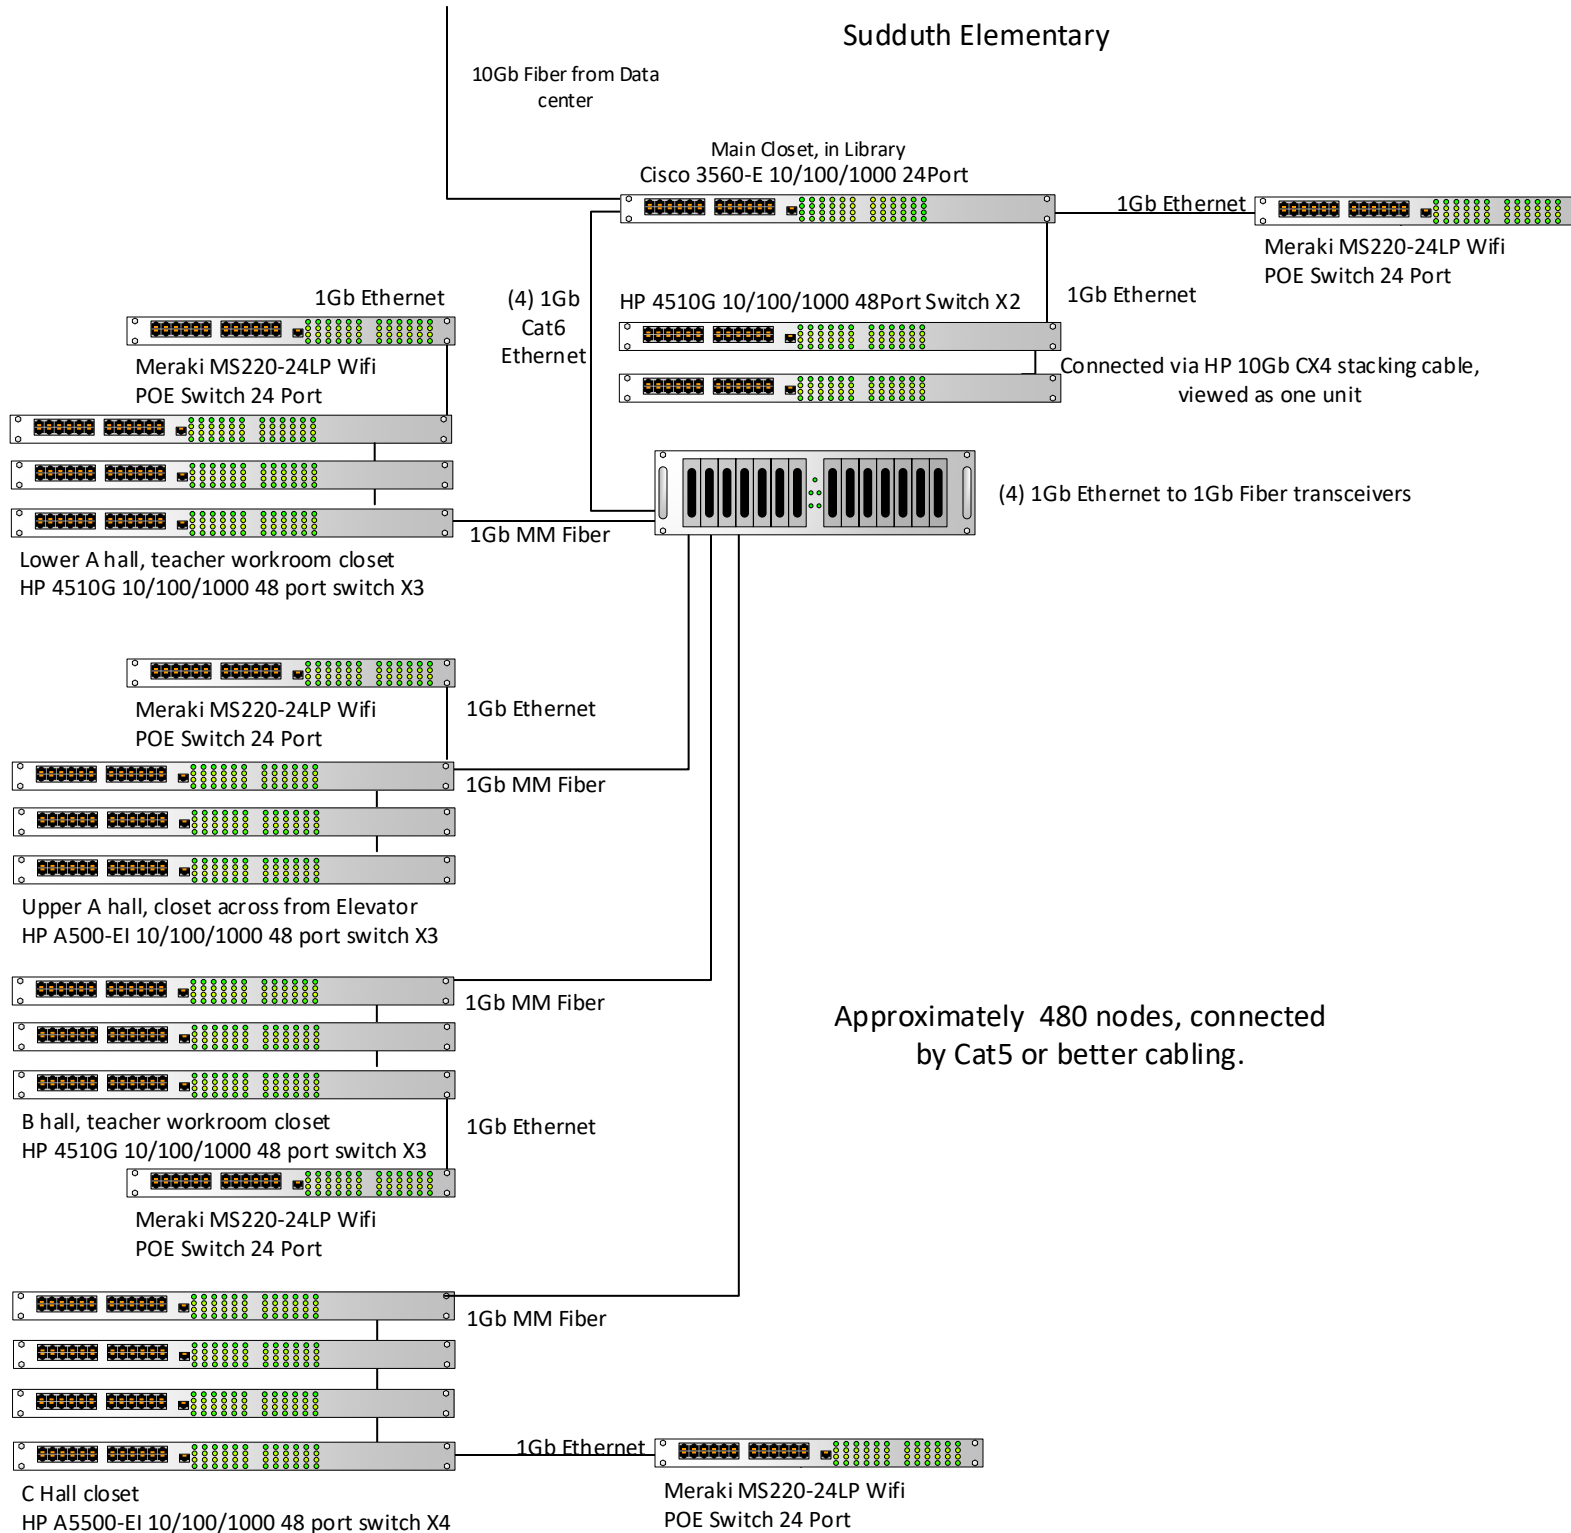 Sudduth Elementary
10Gb Fiber from Data
center
Main Closet, in Library
Cisco 3560-E 10/100/1000 24Port
1Gb Ethernet
Meraki MS220-24LP Wifi
POE Switch 24 Port
1Gb Ethernet
(4) 1Gb
Cat6
Ethernet
HP 4510G 10/100/1000 48Port Switch X2
1Gb Ethernet
Meraki MS220-24LP Wifi
POE Switch 24 Port
Connected via HP 10Gb CX4 stacking cable,
viewed as one unit
(4) 1Gb Ethernet to 1Gb Fiber transceivers
1Gb MM Fiber
Lower A hall, teacher workroom closet
HP 4510G 10/100/1000 48 port switch X3
Meraki MS220-24LP Wifi
POE Switch 24 Port
1Gb Ethernet
1Gb MM Fiber
Upper A hall, closet across from Elevator
HP A500-EI 10/100/1000 48 port switch X3
1Gb MM Fiber
Approximately 480 nodes, connected
by Cat5 or better cabling.
B hall, teacher workroom closet
HP 4510G 10/100/1000 48 port switch X3
1Gb Ethernet
Meraki MS220-24LP Wifi
POE Switch 24 Port
1Gb MM Fiber
1Gb Ethernet
C Hall closet
HP A5500-EI 10/100/1000 48 port switch X4
Meraki MS220-24LP Wifi
POE Switch 24 Port